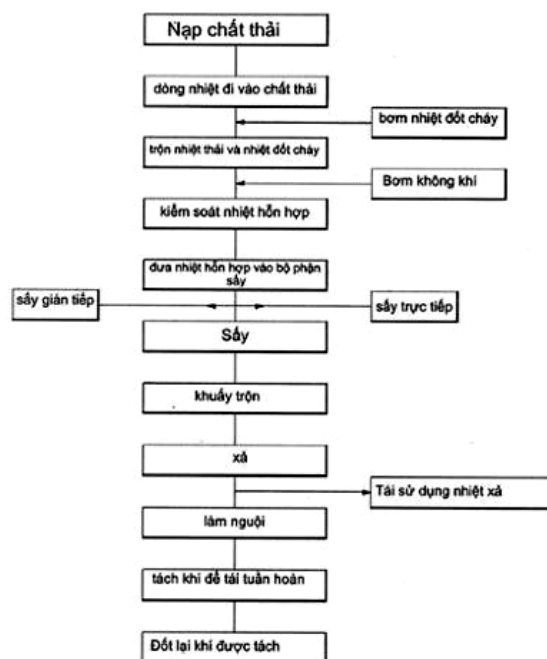 Nạp chất thải
dòng nhiệt đi vào chất thải
bơm nhiệt đốt cháy
trộn nhiệt thải và nhiệt đốt cháy
Bơm không khí
kiểm soát nhiệt hỗn hợp
đưa nhiệt hỗn hợp vào bộ phận
sấy
sấy gián tiếp
sấy trực tiếp
Sấy
khuấy trộn
xả
Tái sử dụng nhiệt xả
làm nguội
tách khí để tái tuần hoàn
Đốt lại khí được tách